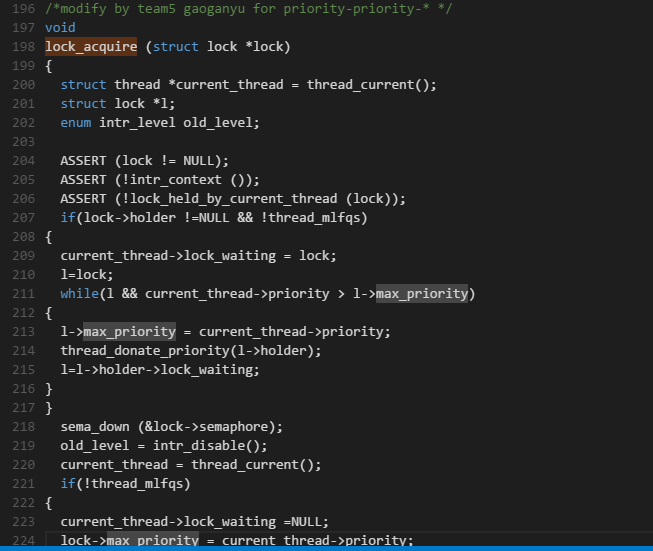 196 /*modify by team5 gaoganyu for priority-priority-* */
197 void
198 lock_acquire (struct lock *lock)
199 {
200 struct thread *current_thread = thread_current();
201 struct lock *l;
202 enum intr_level old_level;
203
204 ASSERT (lock != NULL);
205 ASSERT (!intr_context ());
206 ASSERT (!lock_held_by_current_thread (lock));
207 if(lock->holder !=NULL && !thread_mlfqs)
208 {
209 current_thread->lock_waiting = lock;
210 l=lock;
211 while(l && current_thread->priority > l->max_priority)
212 {
213 l->max_priority = current_thread->priority;
214 thread_donate_priority(l->holder);
215 l=l->holder->lock_waiting;
216 }
217 }
218 sema_down (&lock->semaphore);
219 old_level = intr_disable();
220 current_thread = thread_current();
221 if(!thread_mlfqs)
222 {
223 current_thread->lock_waiting =NULL;
224 lock->max_priority = current_thread->priority;